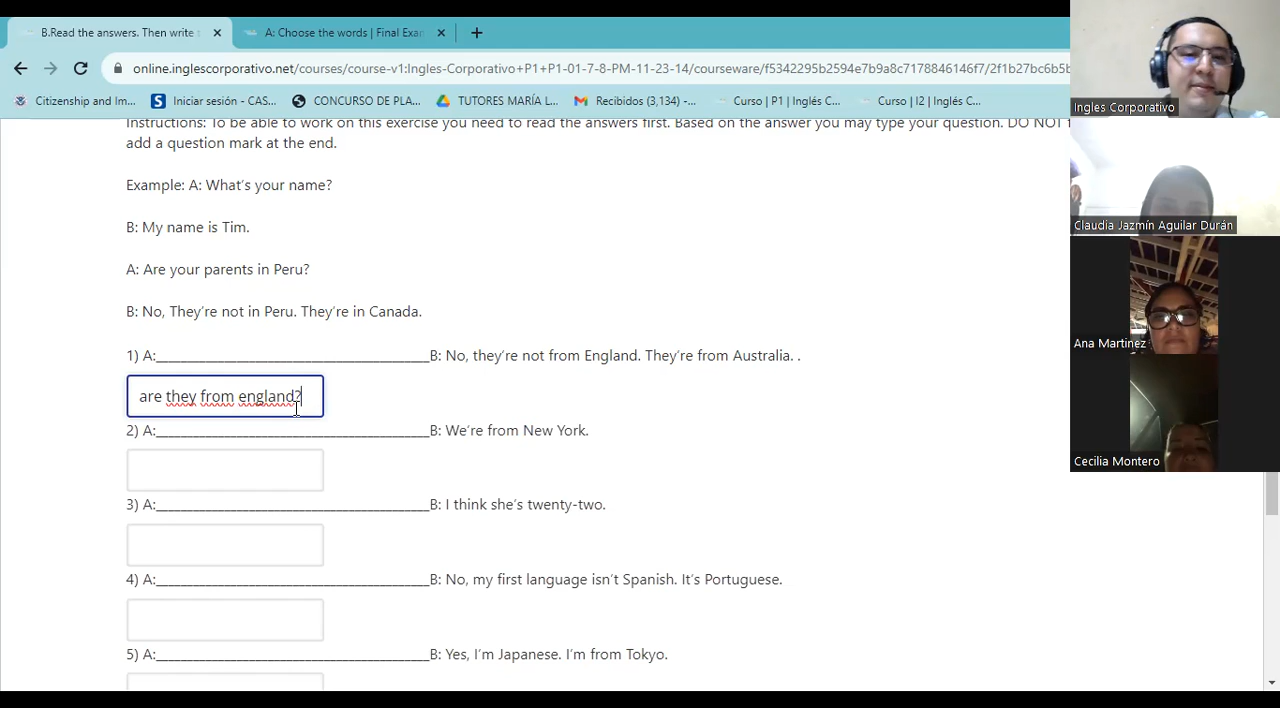 B.Read the answers. Then write s
A: Choose the words | Final Exa
online.inglescorporativo.net/courses/course-v1:Ingles-Corporativo+P1+P1-01-7-8-PM-11-23-14/courseware/f5342295b2594e7b9a8c7178846146f7/2f1b27bc6b5b
Citizenship and Im...
Iniciar sesión - CAS...
CONCURSO DE PLA...
TUTORES MARÍA L...
Recibidos (3,134) -...
Curso | P1 | Inglés C...
Curso | I2 | Inglés C...
Instructions: To be able to work on this exercise you need to read the answers first. Based on the answer you may type your question. DO NOT
add a question mark at the end.
Example: A: What's your name?
B: My name is Tim.
A: Are your parents in Peru?
B: No, They're not in Peru. They're in Canada.
1) A:_______________________________________B: No, they're not from England. They're from Australia. .
are they from england?
2) A:_______________________________________B: We're from New York.
3) A:_______________________________________B: I think she's twenty-two.
4) A:_______________________________________B: No, my first language isn't Spanish. It's Portuguese.
5) A:_______________________________________B: Yes, I'm Japanese. I'm from Tokyo.
Ingles Corporativo
Claudia Jazmín Aguilar Durán
Ana Martinez
Cecilia Montero